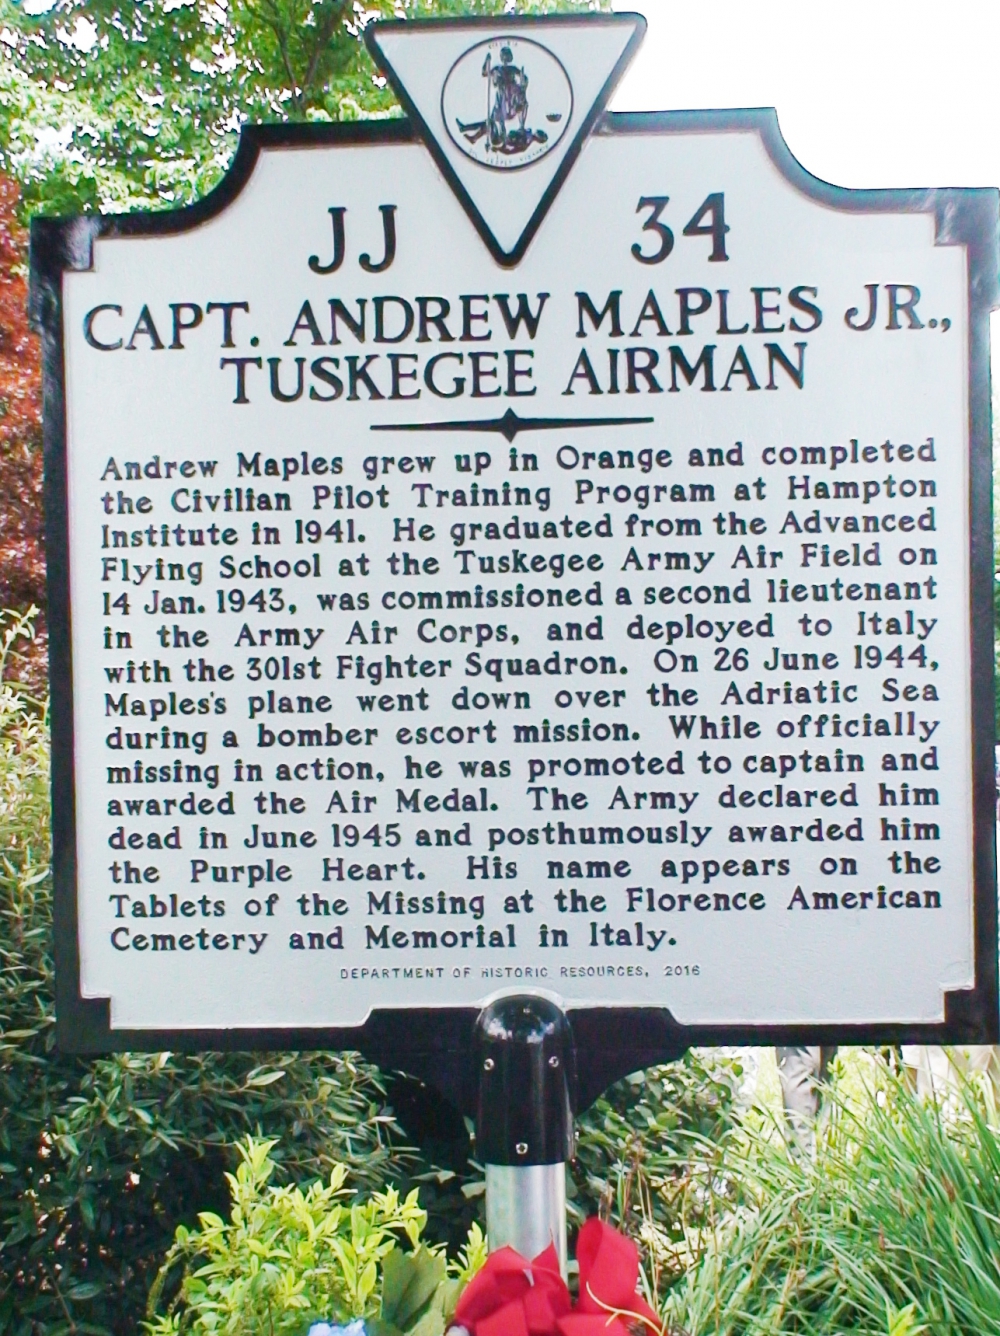 JJ 34
CAPT. ANDREW MAPLES JR.,
TUSKEGEE AIRMAN
Andrew Maples grew up in Orange and completed
the Civilian Pilot Training Program at Hampton
Institute in 1941. He graduated from the Advanced
Flying School at the Tuskegee Army Air Field on
14 Jan. 1943, was commissioned a second lieutenant
in the Army Air Corps, and deployed to Italy
with the 301st Fighter Squadron. On 26 June 1944,
Maples's plane went down over the Adriatic Sea
during a bomber escort mission. While officially
missing in action, he was promoted to captain and
awarded the Air Medal. The Army declared him
dead in June 1945 and posthumously awarded him
the Purple Heart. His name appears on the
Tablets of the Missing at the Florence American
Cemetery and Memorial in Italy.
DEPARTMENT OF HISTORIC RESOURCES, 2016